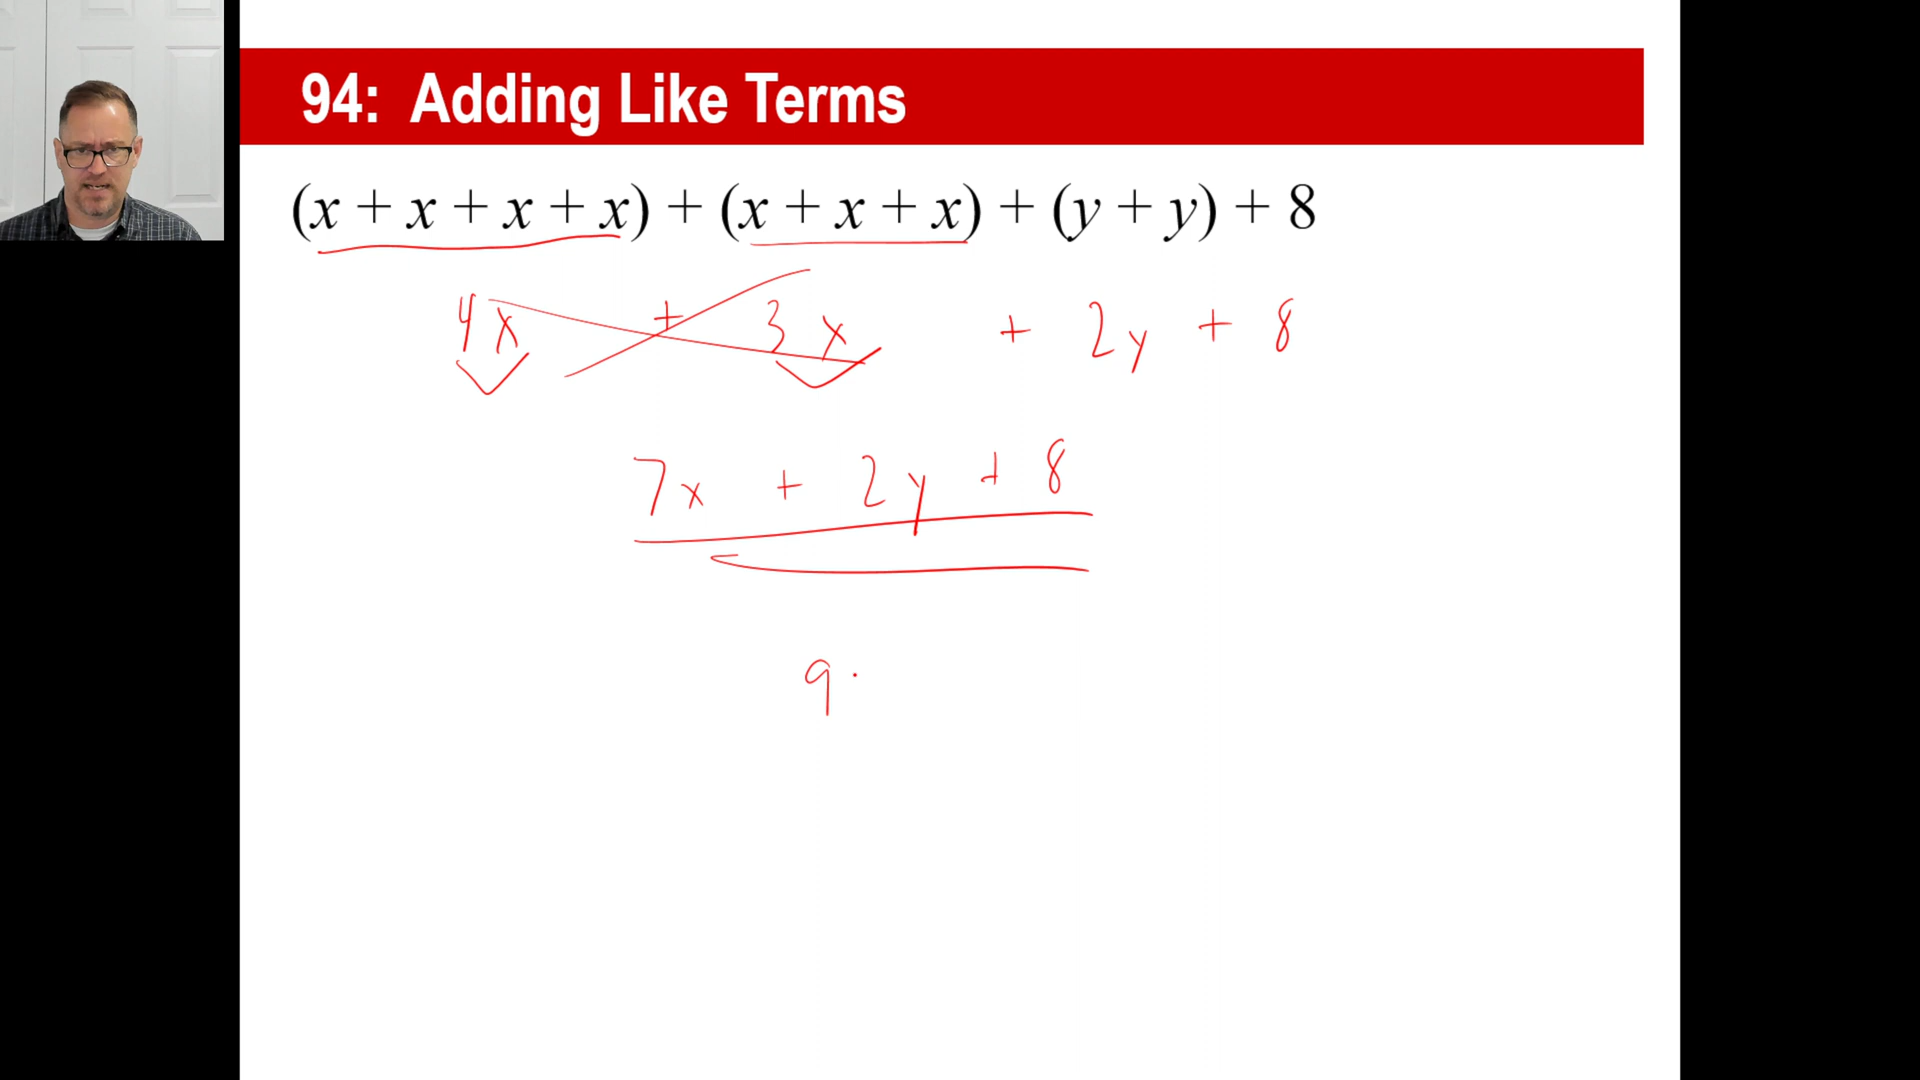 94: Adding Like Terms
(x + x + x + x) + (x + x + x) + (y + y) + 8
4x + 3x + 2y + 8
7x + 2y + 8
9.